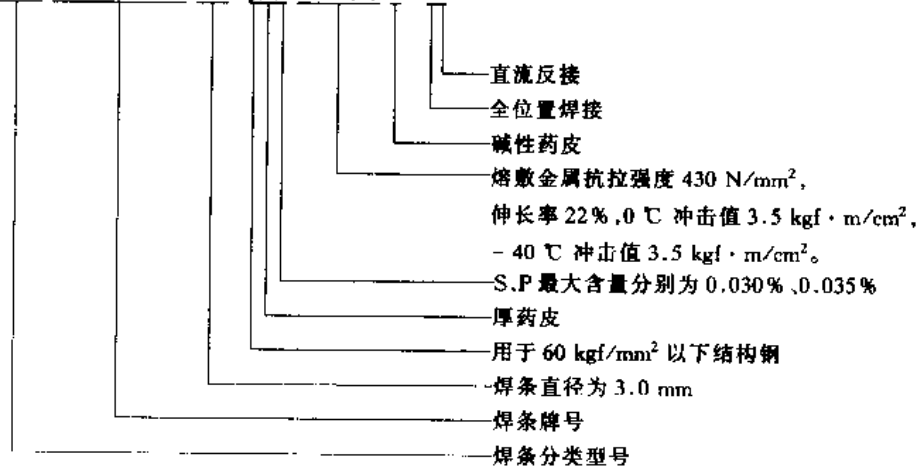 直流反接
全位置焊接
碱性药皮
熔敷金属抗拉强度 430 N/mm²,
伸长率 22%,0 ℃ 冲击值 3.5 kgf·m/cm²,
- 40 ℃ 冲击值 3.5 kgf·m/cm²。
S、P 最大含量分别为 0.030%、0.035%
厚药皮
用于 60 kgf/mm² 以下结构钢
焊条直径为 3.0 mm
焊条牌号
焊条分类型号